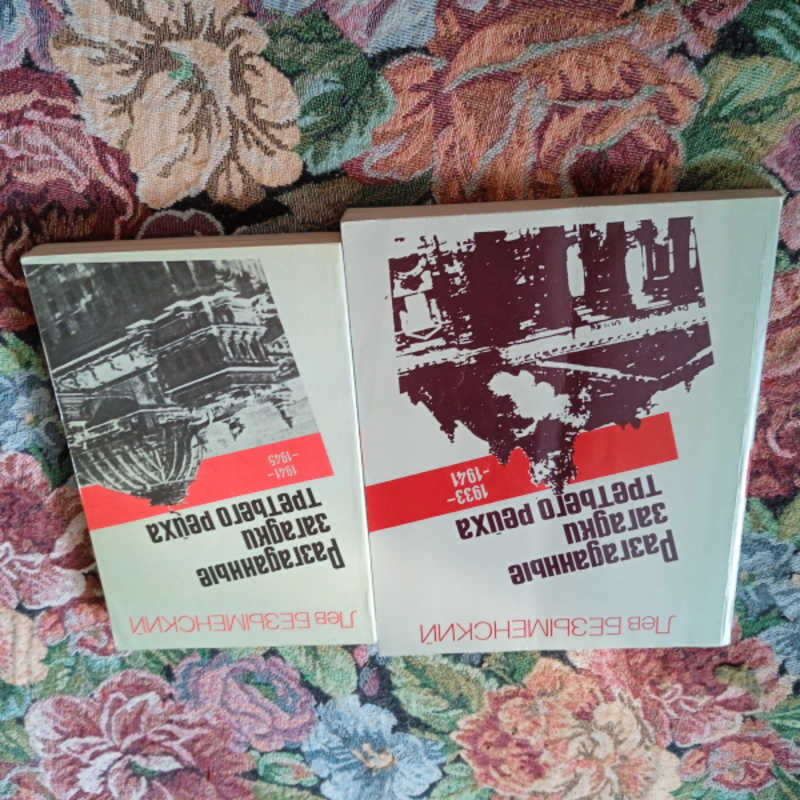 Лев БЕЗЫМЕНСКИЙ
Разгаданные
загадки
третьего рейха
1941–
–1945
Лев БЕЗЫМЕНСКИЙ
Разгаданные
загадки
третьего рейха
1933–
–1941